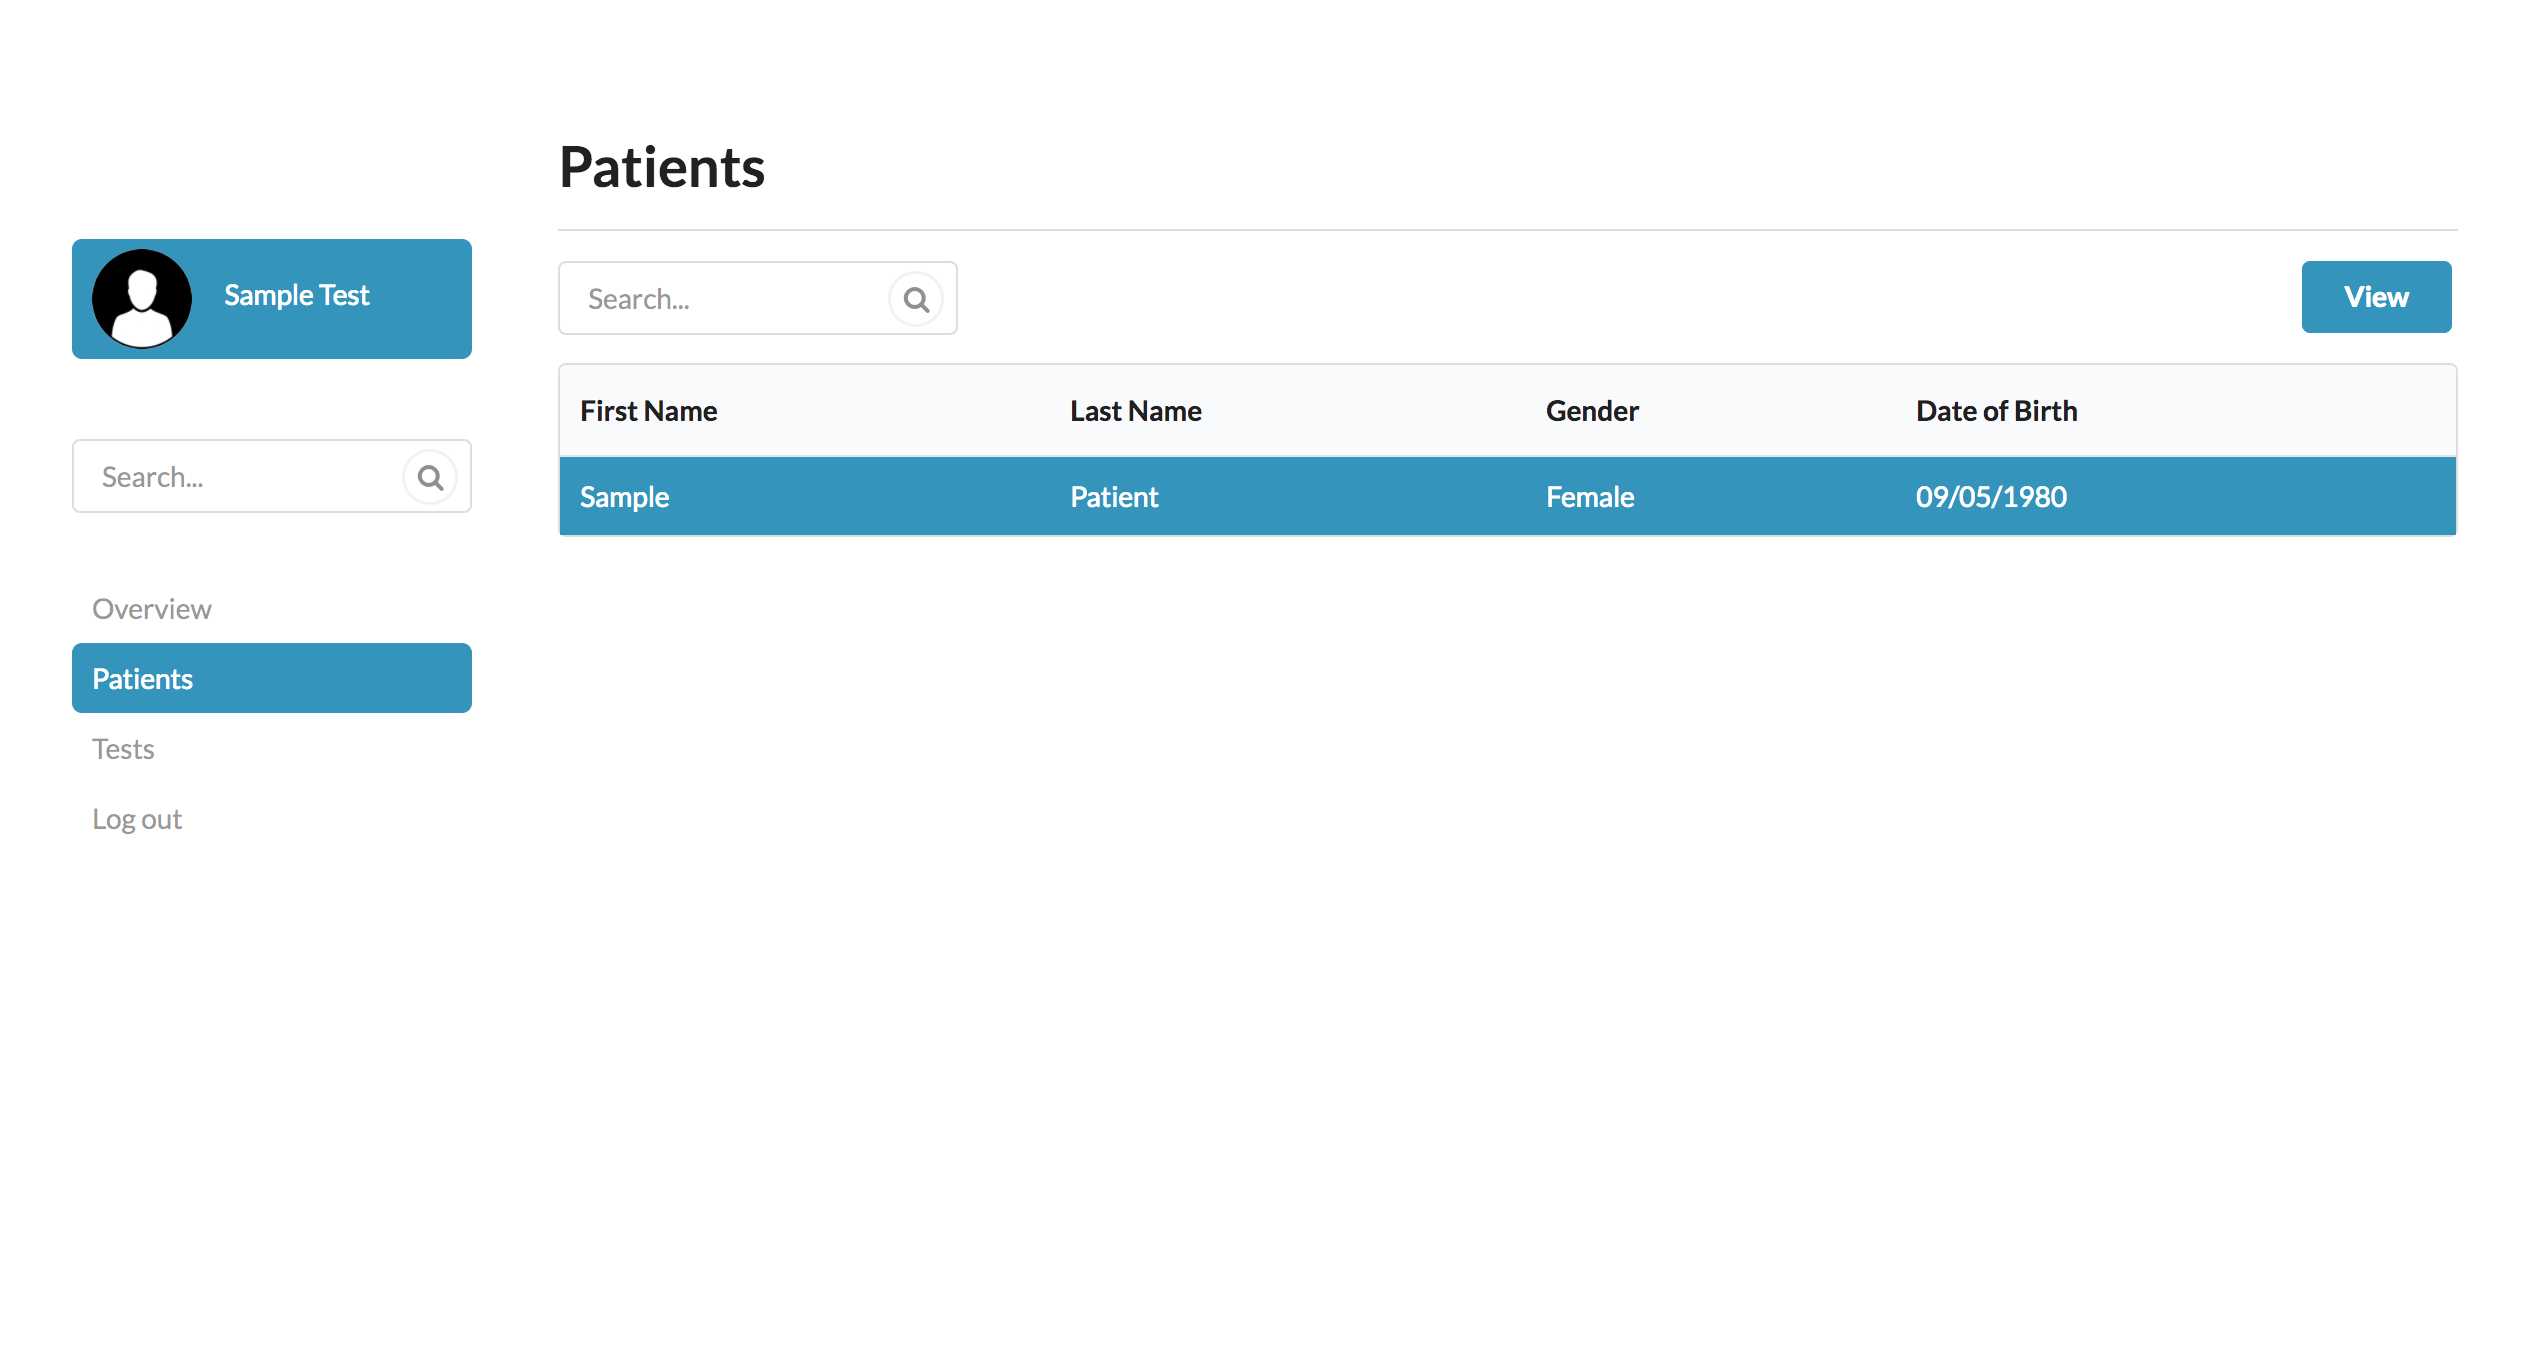 Patients
Sample Test
Search...
View
First Name Last Name Gender Date of Birth
Sample Patient Female 09/05/1980
Search...
Overview
Patients
Tests
Log out